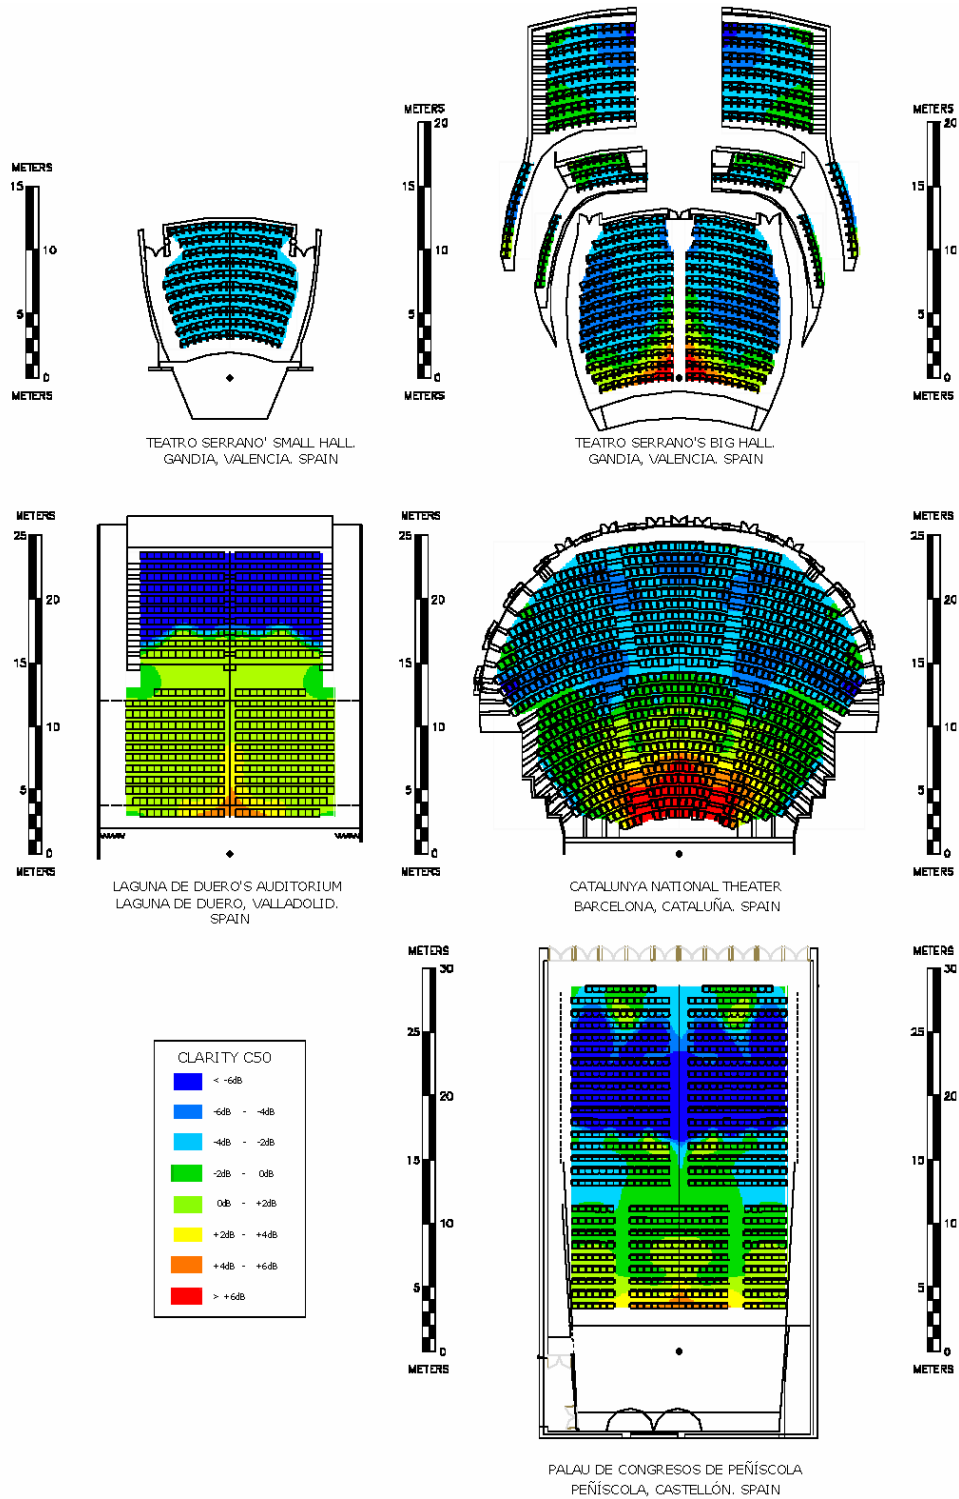 METERS
20
15
10
5
0
METERS
METERS
20
15
10
5
0
METERS
METERS
15
10
5
0
METERS
TEATRO SERRANO' SMALL HALL.
GANDIA, VALENCIA. SPAIN
TEATRO SERRANO'S BIG HALL.
GANDIA, VALENCIA. SPAIN
METERS
25
20
15
10
5
0
METERS
METERS
25
20
15
10
5
0
METERS
METERS
25
20
15
10
5
0
METERS
LAGUNA DE DUERO'S AUDITORIUM
LAGUNA DE DUERO, VALLADOLID.
SPAIN
CATALUNYA NATIONAL THEATER
BARCELONA, CATALUÑA. SPAIN
METERS
30
25
20
15
10
5
0
METERS
METERS
30
25
20
15
10
5
0
METERS
CLARITY C50
< -6dB
-6dB - -4dB
-4dB - -2dB
-2dB - 0dB
0dB - +2dB
+2dB - +4dB
+4dB - +6dB
> +6dB
PALAU DE CONGRESOS DE PEÑÍSCOLA
PEÑÍSCOLA, CASTELLÓN. SPAIN